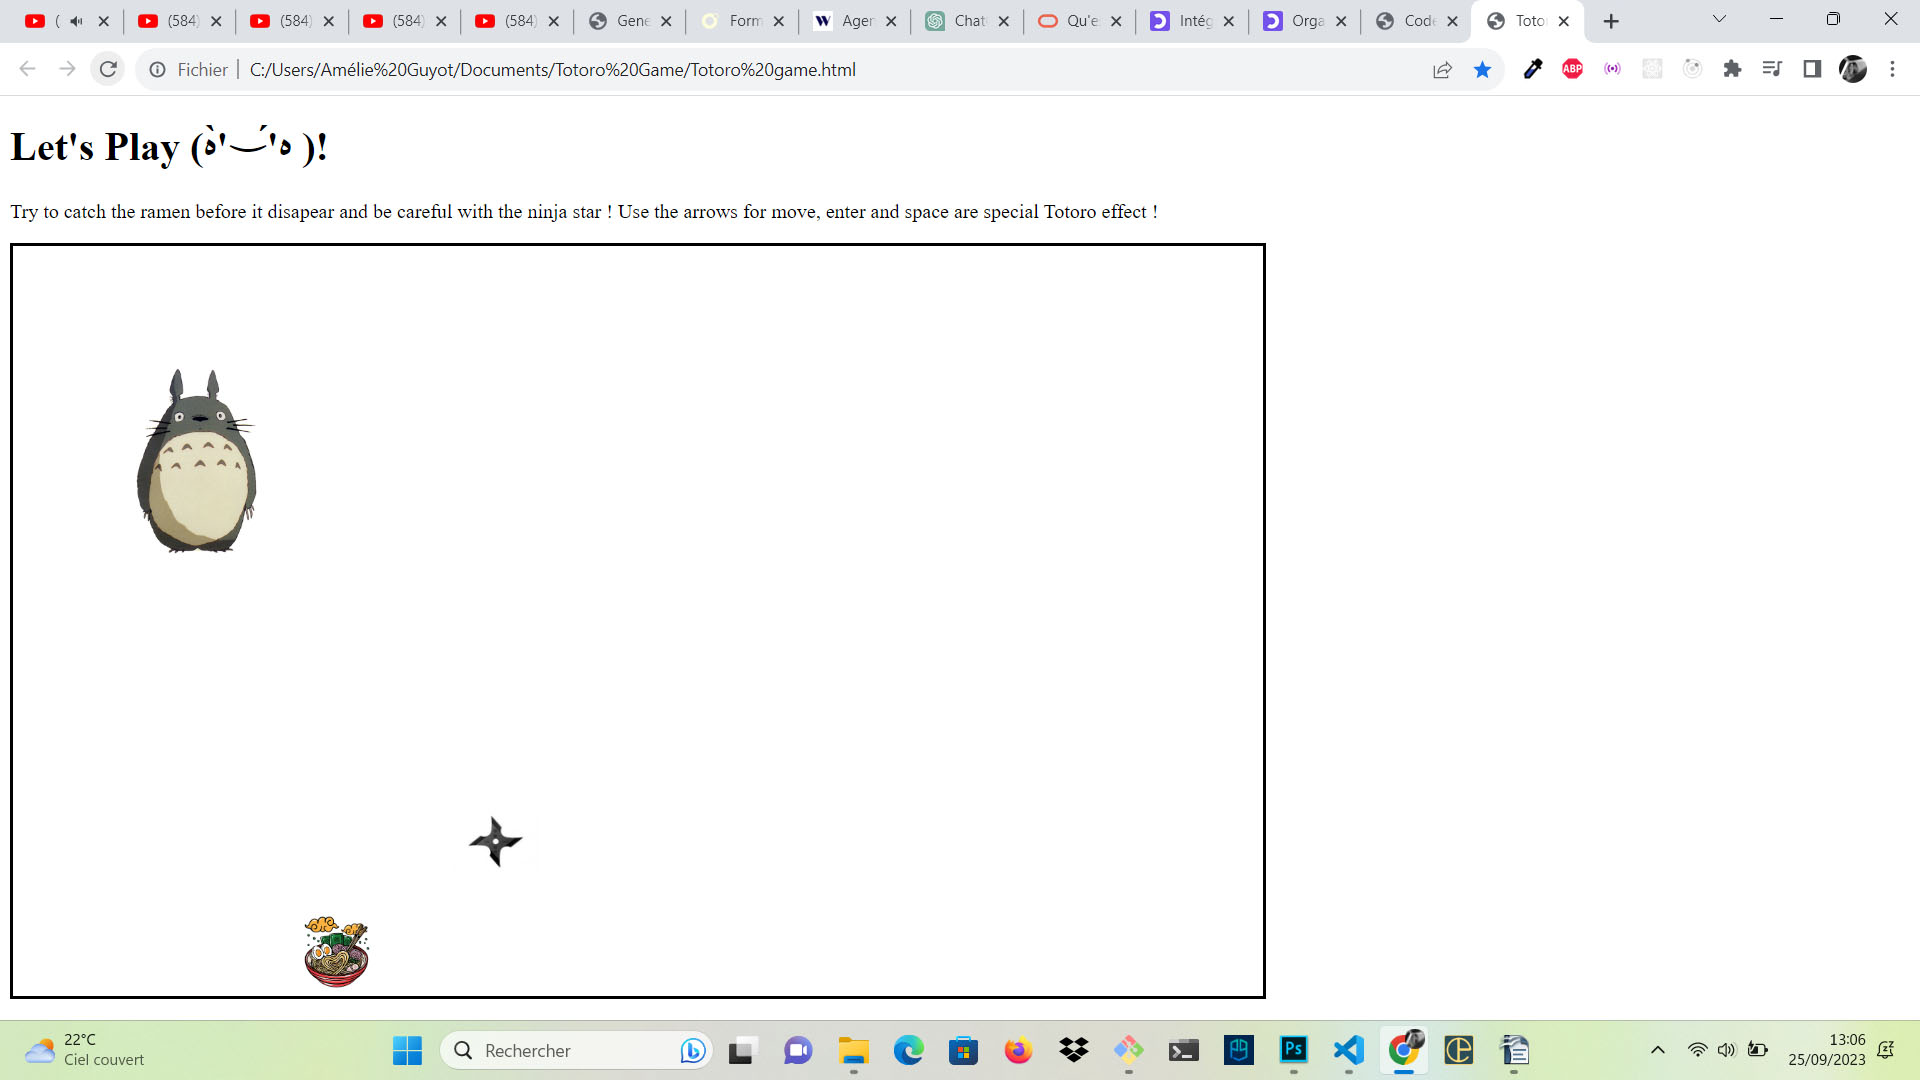 (
(584)
(584)
(584)
(584)
Gene
Form
W
Agen
Chat
Qu'e
Intég
Orga
Code
Toto
Fichier
C:/Users/Amélie%20Guyot/Documents/Totoro%20Game/Totoro%20game.html
ABP
Let's Play (ه̀'‿́'ه )!
Try to catch the ramen before it disapear and be careful with the ninja star ! Use the arrows for move, enter and space are special Totoro effect !
22°C
Ciel couvert
Rechercher
Ps
13:06
25/09/2023